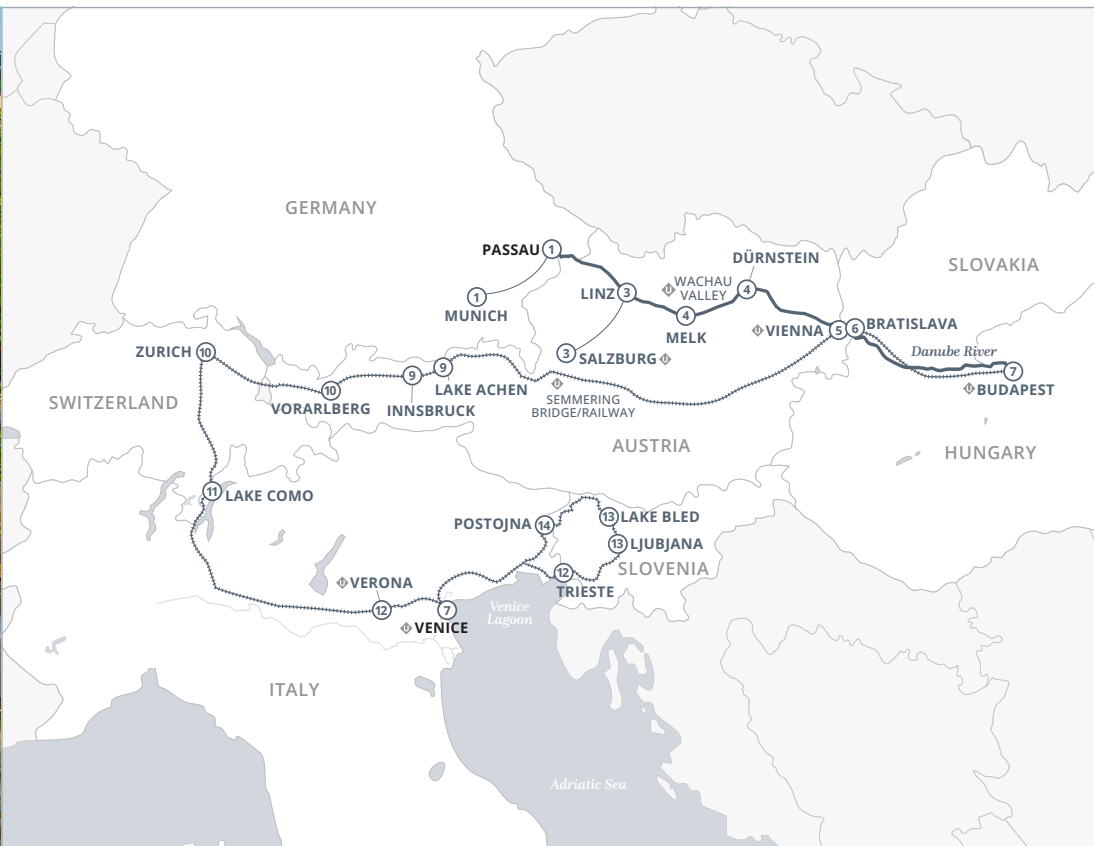 GERMANY
PASSAU 1
1
MUNICH
LINZ 3
WACHAU
VALLEY
DÜRNSTEIN
4
4
MELK
3 SALZBURG
VIENNA 5
6 BRATISLAVA
SLOVAKIA
Danube River
7
BUDAPEST
HUNGARY
ZURICH 10
SWITZERLAND
10
VORARLBERG
9
INNSBRUCK
9
LAKE ACHEN
SEMMERING
BRIDGE/RAILWAY
AUSTRIA
11 LAKE COMO
POSTOJNA 14
13 LAKE BLED
13 LJUBJANA
SLOVENIA
12
TRIESTE
VERONA
12
7
VENICE
Venice
Lagoon
ITALY
Adriatic Sea